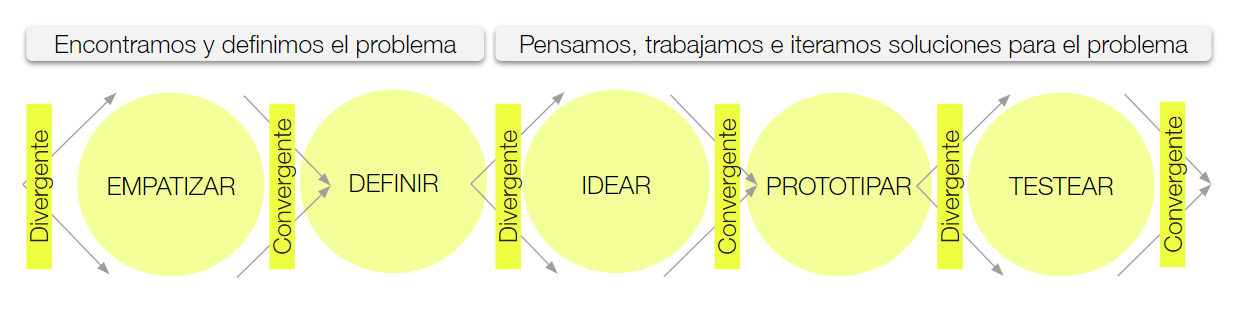 Encontramos y definimos el problema
Pensamos, trabajamos e iteramos soluciones para el problema
Divergente
EMPATIZAR
Convergente
DEFINIR
Divergente
IDEAR
Convergente
PROTOTIPAR
Divergente
TESTEAR
Convergente